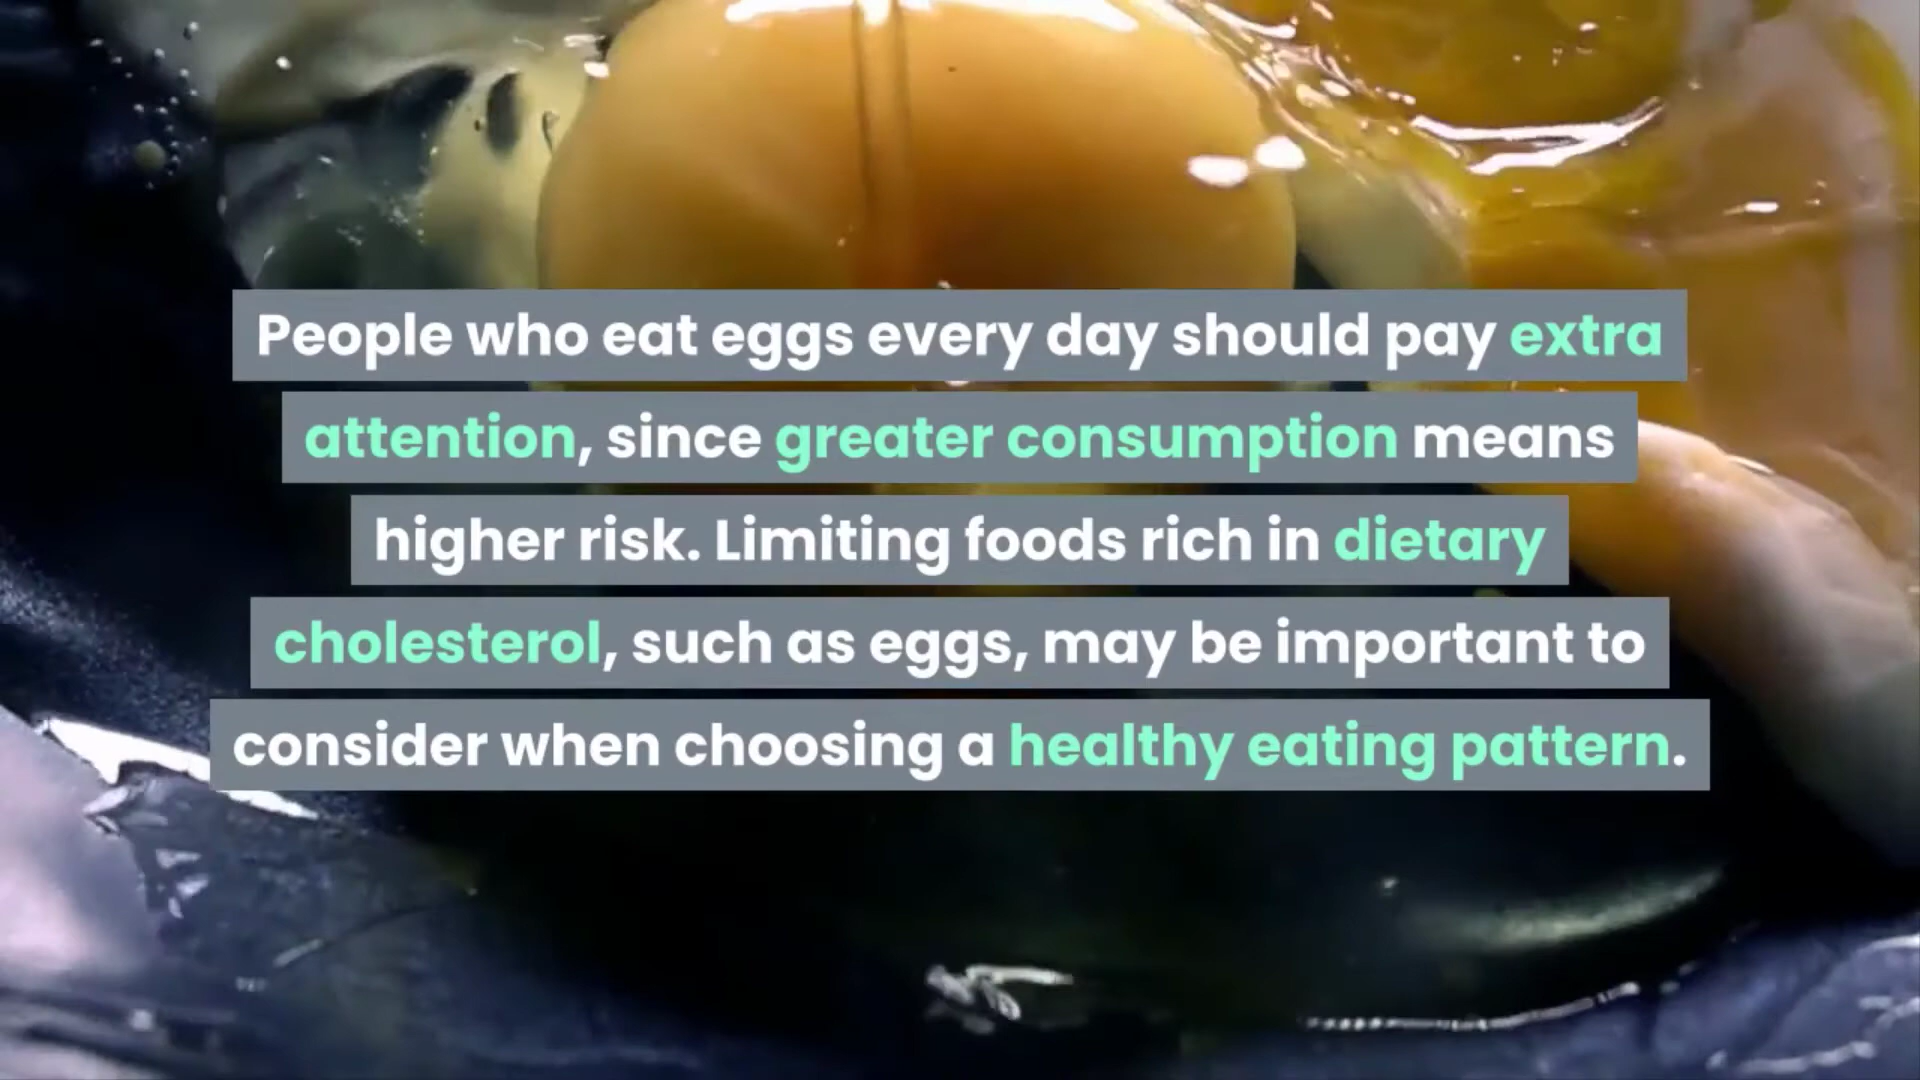 People who eat eggs every day should pay extra
attention, since greater consumption means
higher risk. Limiting foods rich in dietary
cholesterol, such as eggs, may be important to
consider when choosing a healthy eating pattern.